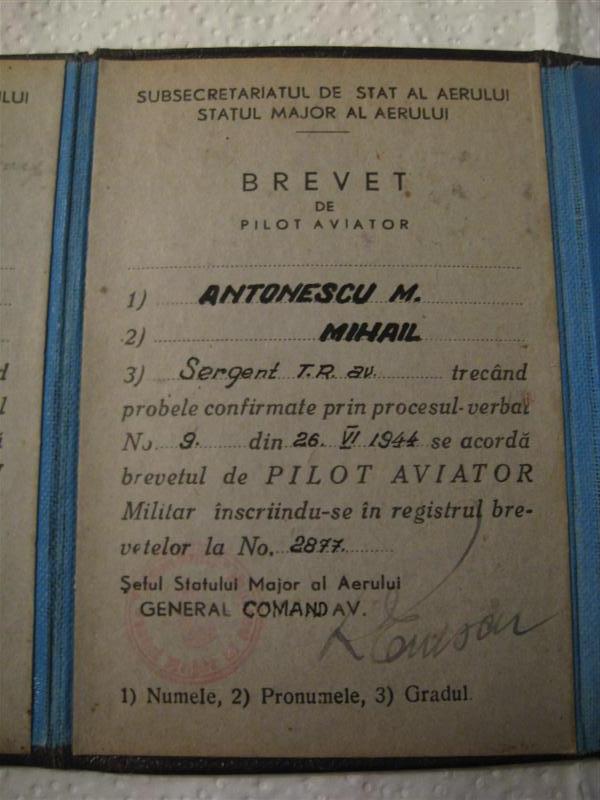 ULUI
SUBSECRETARIATUL DE STAT AL AERULUI
STATUL MAJOR AL AERULUI
BREVET
DE
PILOT AVIATOR
1) ANTONESCU M.
2) MIHAIL
3) Sergent T.R. av. trecând
probele confirmate prin procesul-verbal
No. 9. din 26. VI 1944 se acordă
brevetul de PILOT AVIATOR
Militar înscriindu-se în registrul bre-
vetelor la No. 2877.
Şeful Statului Major al Aerului
GENERAL COMAND AV.
1) Numele, 2) Pronumele, 3) Gradul.